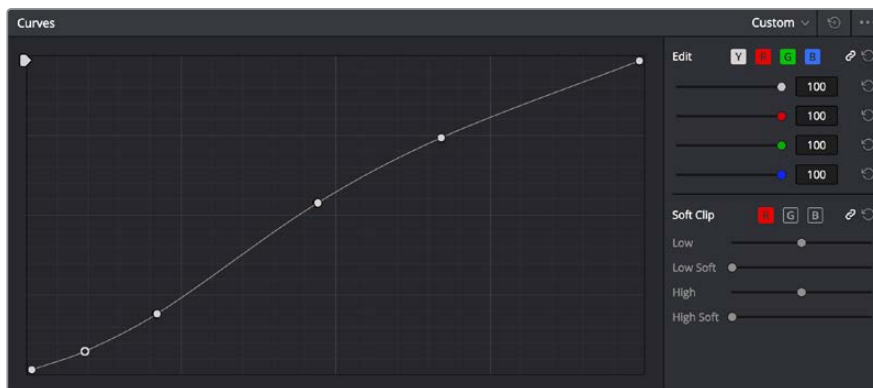 Curves
Custom
Edit
Y R G B
100
100
100
100
Soft Clip
R G B
Low
Low Soft
High
High Soft